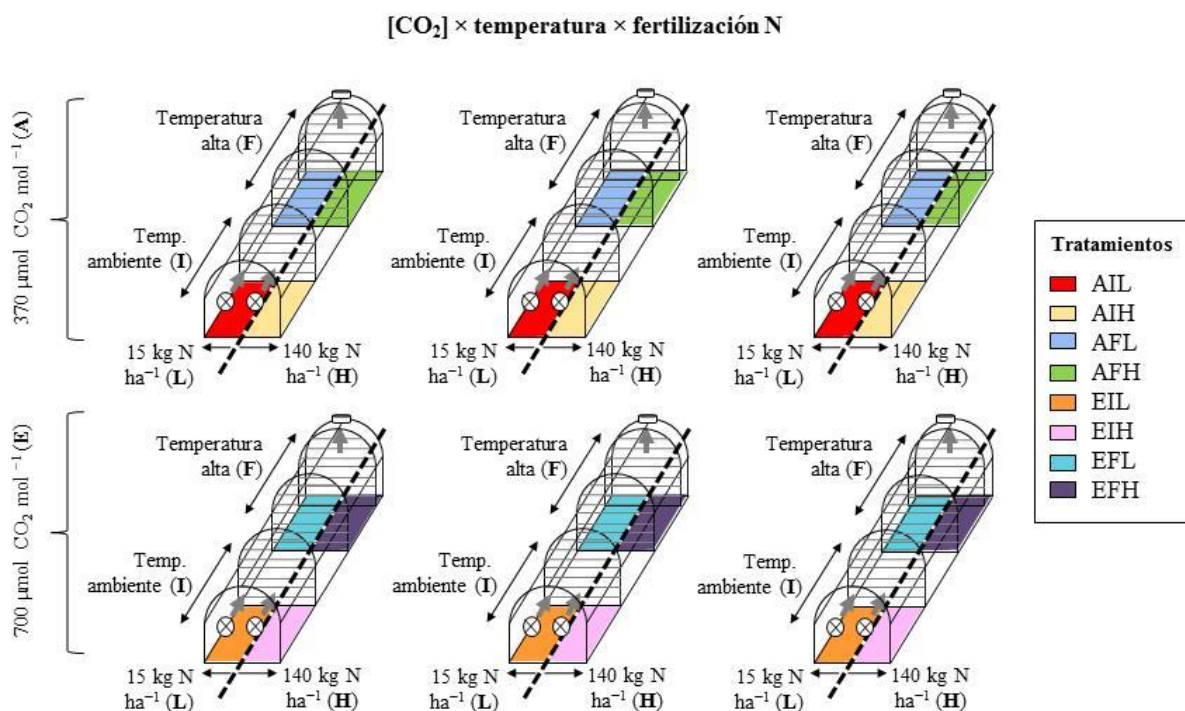 [CO₂] × temperatura × fertilización N
370 µmol CO₂ mol⁻¹(A)
Temperatura
alta (F)
Temp.
ambiente (I)
15 kg N
ha⁻¹ (L)
140 kg N
ha⁻¹ (H)
Temperatura
alta (F)
Temp.
ambiente (I)
15 kg N
ha⁻¹ (L)
140 kg N
ha⁻¹ (H)
Temperatura
alta (F)
Temp.
ambiente (I)
15 kg N
ha⁻¹ (L)
140 kg N
ha⁻¹ (H)
700 µmol CO₂ mol⁻¹(E)
Temperatura
alta (F)
Temp.
ambiente (I)
15 kg N
ha⁻¹ (L)
140 kg N
ha⁻¹ (H)
Temperatura
alta (F)
Temp.
ambiente (I)
15 kg N
ha⁻¹ (L)
140 kg N
ha⁻¹ (H)
Temperatura
alta (F)
Temp.
ambiente (I)
15 kg N
ha⁻¹ (L)
140 kg N
ha⁻¹ (H)
Tratamientos
AIL
AIH
AFL
AFH
EIL
EIH
EFL
EFH